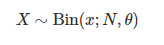 X ∼ Bin(x; N, θ)